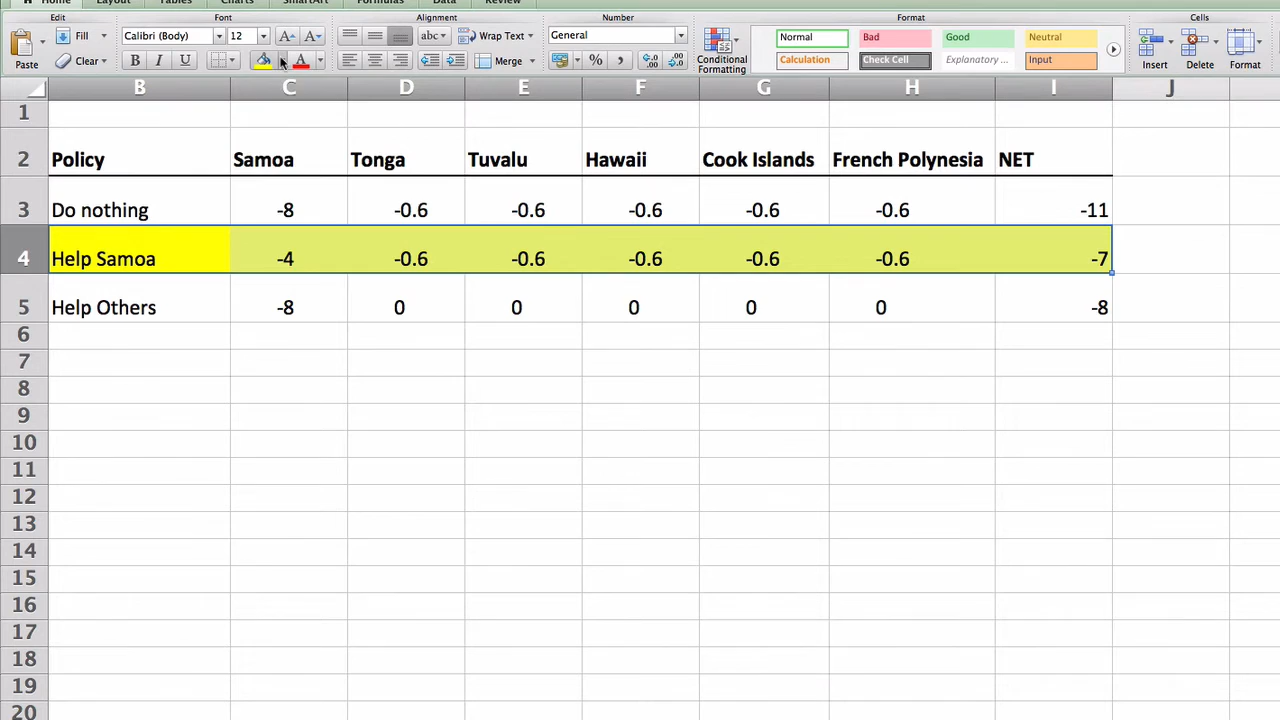 Home Layout Tables Charts SmartArt Formulas Data Review
Edit Font Alignment Number Format Cells
Fill Calibri (Body) 12 A A abc Wrap Text General Normal Bad Good Neutral
Paste Clear B I U A Merge % , .0 .00 .00 .0 Conditional Formatting Calculation Check Cell Explanatory ... Input Insert Delete Format
B C D E F G H I J
1
2 Policy Samoa Tonga Tuvalu Hawaii Cook Islands French Polynesia NET
3 Do nothing -8 -0.6 -0.6 -0.6 -0.6 -0.6 -11
4 Help Samoa -4 -0.6 -0.6 -0.6 -0.6 -0.6 -7
5 Help Others -8 0 0 0 0 0 -8
6
7
8
9
10
11
12
13
14
15
16
17
18
19
20